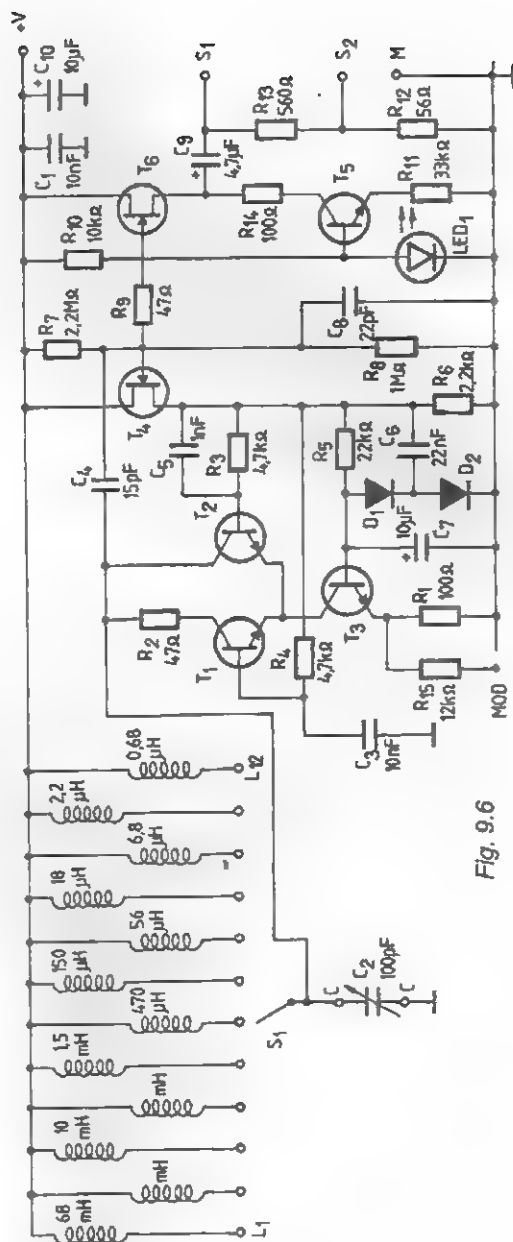 +V
C10
+
10µF
C1
10nF
S1
S2
M
R13
560Ω
R12
56Ω
C9
4,7µF
+
T6
R14
100Ω
T5
R11
33kΩ
R10
10kΩ
LED1
R7
2,2MΩ
R9
47Ω
C8
22pF
R8
1MΩ
R6
2,2kΩ
T4
C4
15pF
C5
1nF
R3
4,7kΩ
R5
22kΩ
C6
22nF
D1
D2
T2
R2
47Ω
T1
R4
4,7kΩ
T3
+
10µF
C7
R1
100Ω
R15
12kΩ
MOD
C3
10nF
0,68
µH
L12
2,2
µH
6,8
µH
18
µH
56
µH
150
µH
470
µH
1,5
mH
mH
10
mH
mH
68
mH
L1
S1
C
C2
100pF
C
Fig. 9.6